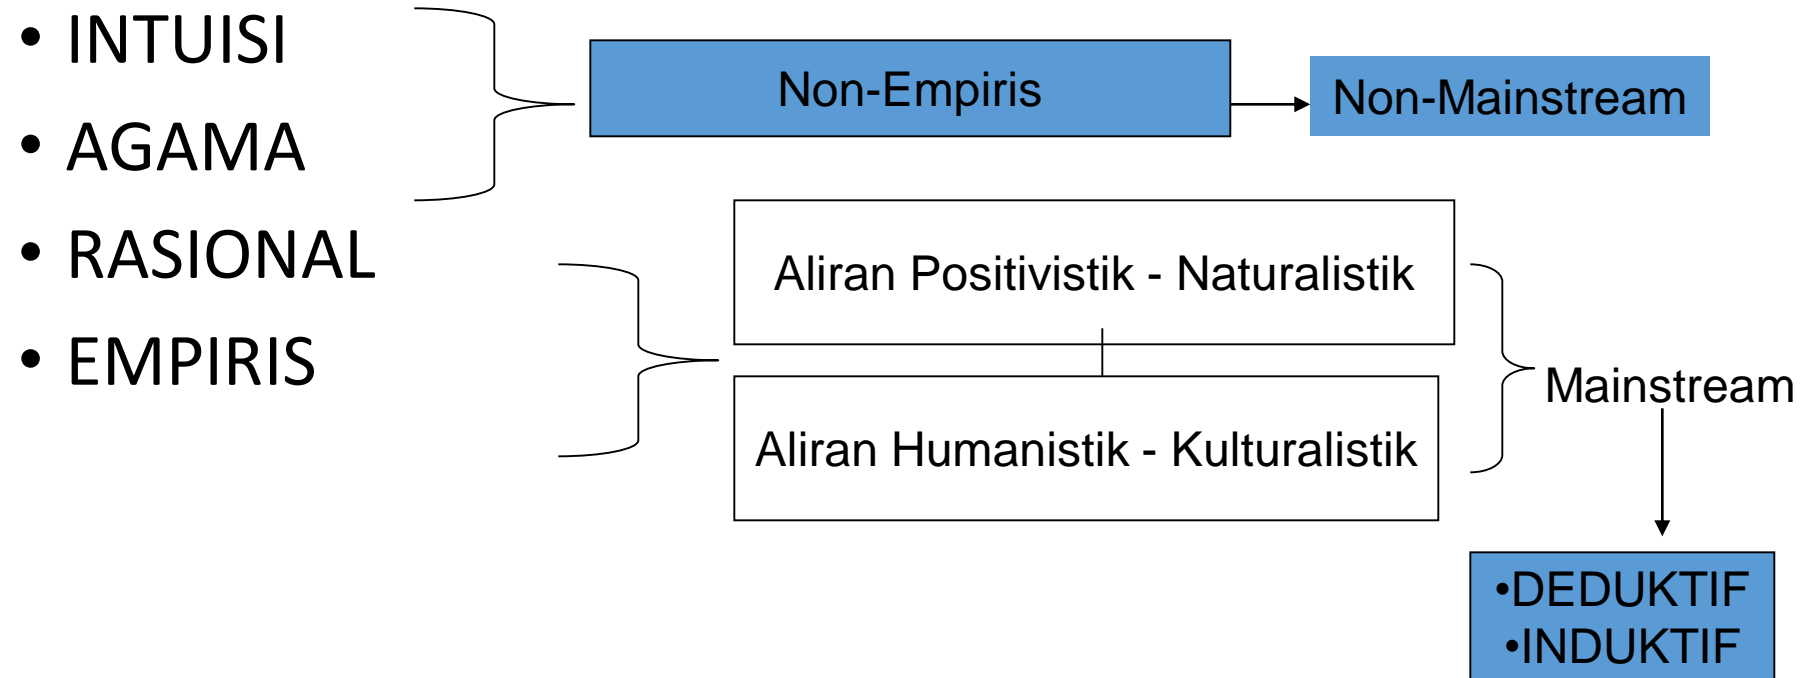 • INTUISI
• AGAMA
• RASIONAL
• EMPIRIS
Non-Empiris
Non-Mainstream
Aliran Positivistik - Naturalistik
Aliran Humanistik - Kulturalistik
Mainstream
•DEDUKTIF
•INDUKTIF